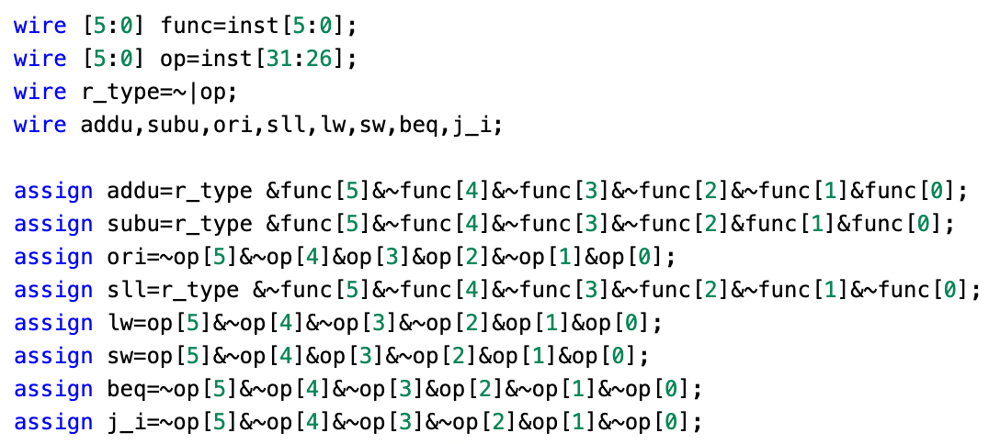 wire [5:0] func=inst[5:0];
wire [5:0] op=inst[31:26];
wire r_type=~|op;
wire addu,subu,ori,sll,lw,sw,beq,j_i;
assign addu=r_type &func[5]&~func[4]&~func[3]&~func[2]&~func[1]&func[0];
assign subu=r_type &func[5]&~func[4]&~func[3]&~func[2]&func[1]&func[0];
assign ori=~op[5]&~op[4]&op[3]&op[2]&~op[1]&op[0];
assign sll=r_type &~func[5]&~func[4]&~func[3]&~func[2]&~func[1]&~func[0];
assign lw=op[5]&~op[4]&~op[3]&~op[2]&op[1]&op[0];
assign sw=op[5]&~op[4]&op[3]&~op[2]&op[1]&op[0];
assign beq=~op[5]&~op[4]&~op[3]&op[2]&~op[1]&~op[0];
assign j_i=~op[5]&~op[4]&~op[3]&~op[2]&op[1]&~op[0];